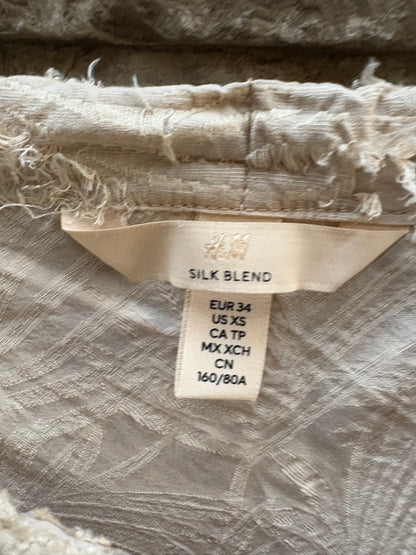 H&M
SILK BLEND
EUR 34
US XS
CA TP
MX XCH
CN
160/80A